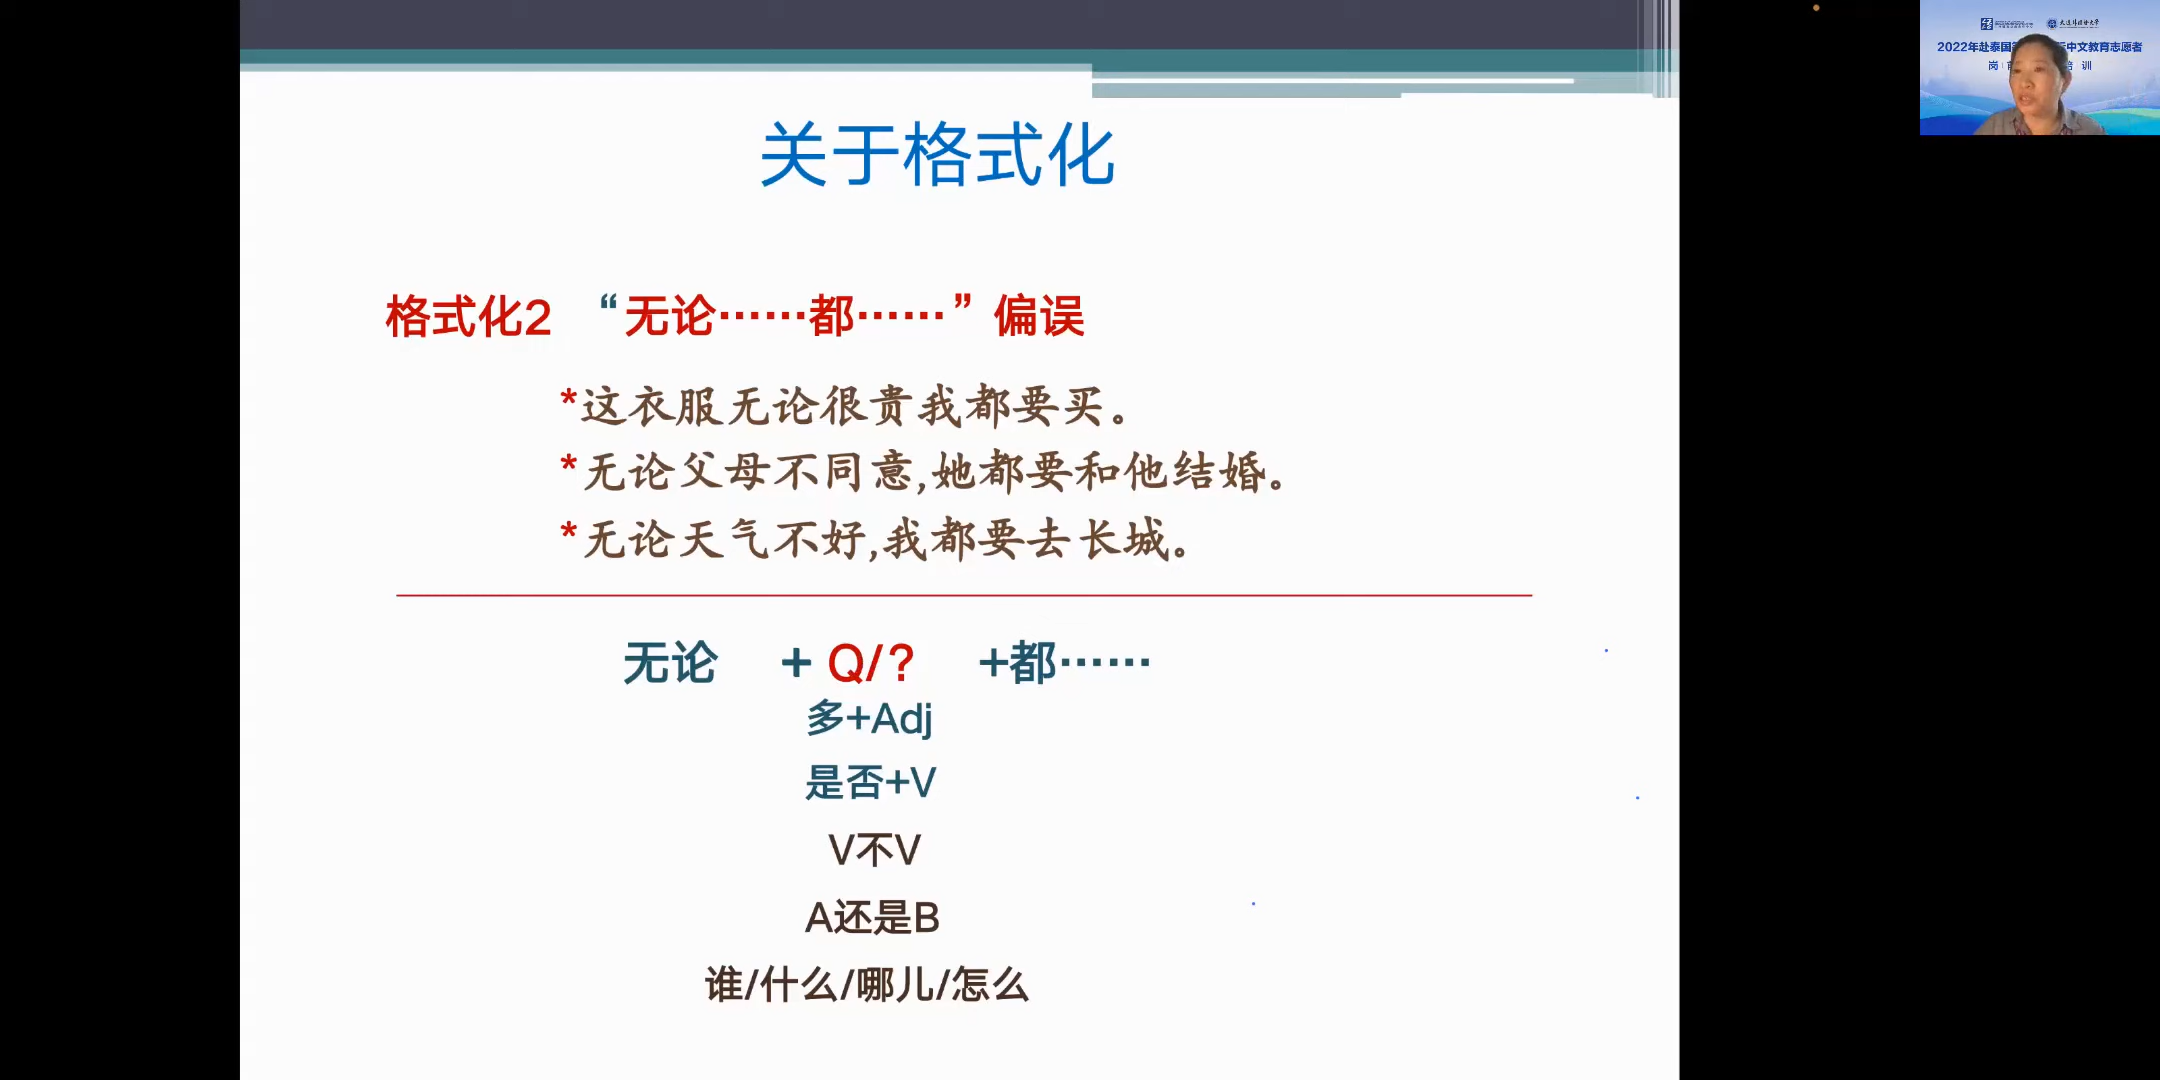 关于格式化
格式化2 “无论……都……”偏误
*这衣服无论很贵我都要买。
*无论父母不同意,她都要和他结婚。
*无论天气不好,我都要去长城。
无论 + Q/? +都……
多+Adj
是否+V
V不V
A还是B
谁/什么/哪儿/怎么
2022年赴泰国
中文教育志愿者
岗
培 训